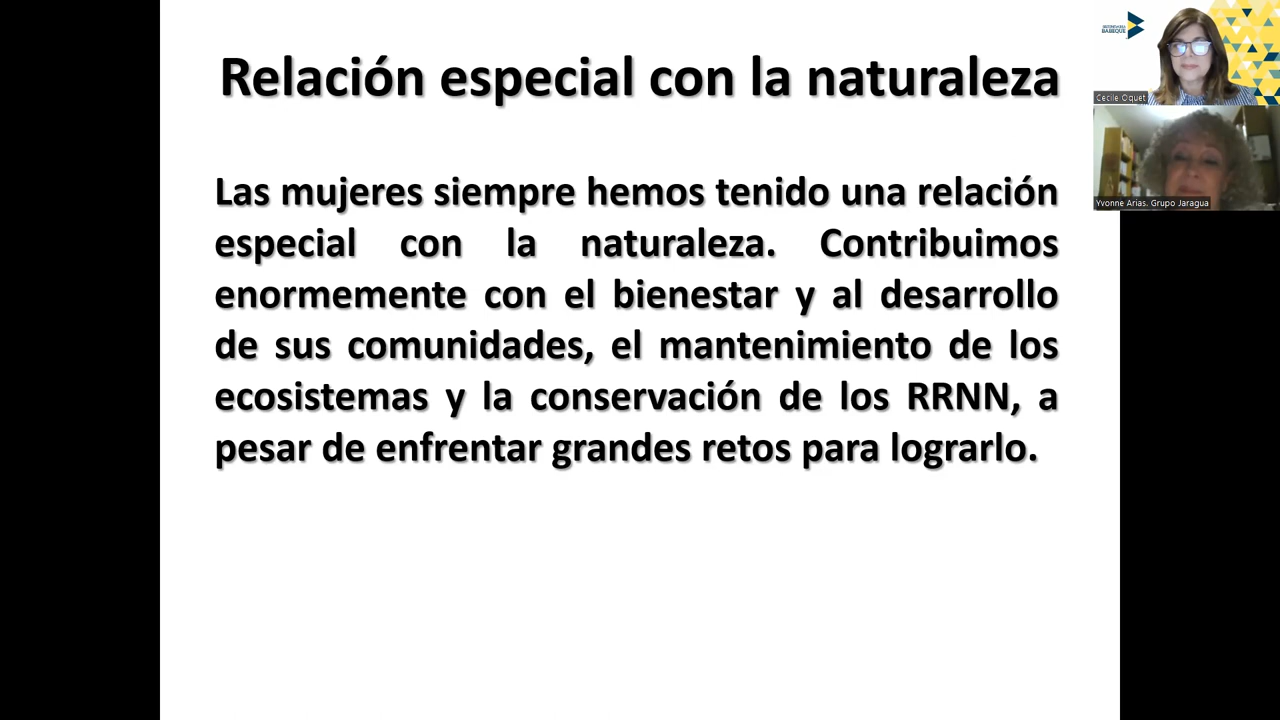 Relación especial con la naturaleza
Las mujeres siempre hemos tenido una relación
especial con la naturaleza. Contribuimos
enormemente con el bienestar y al desarrollo
de sus comunidades, el mantenimiento de los
ecosistemas y la conservación de los RRNN, a
pesar de enfrentar grandes retos para lograrlo.
BABEQUE
Cecile Oquet
Yvonne Arias. Grupo Jaragua